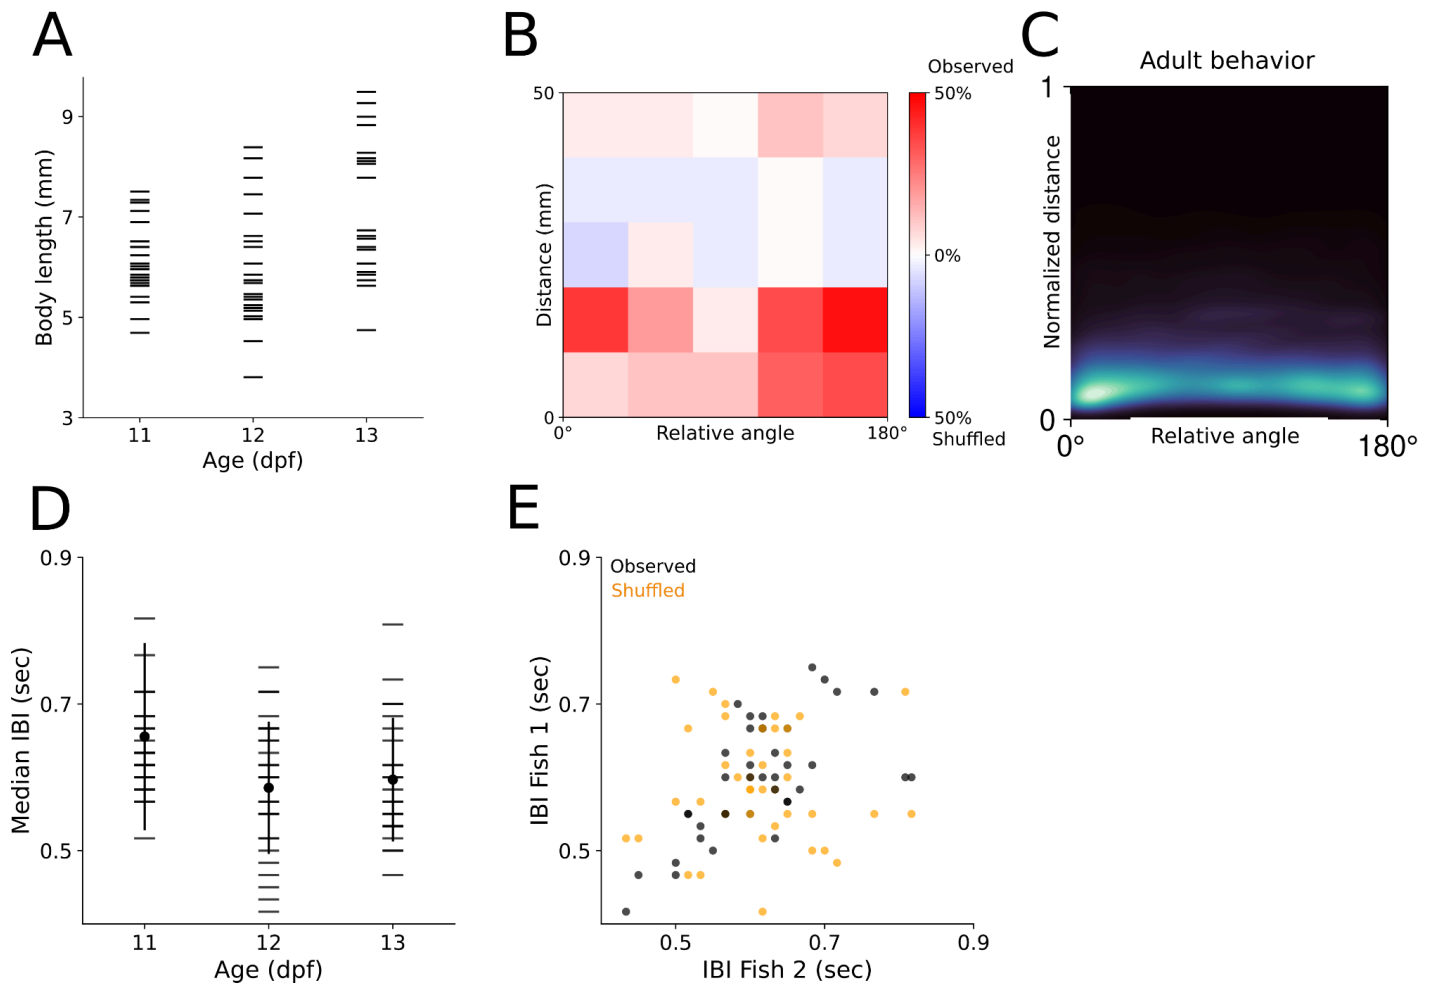 A
Body length (mm)
9
7
5
3
11 12 13
Age (dpf)
B
Observed
50
Distance (mm)
0
0° Relative angle 180°
50%
0%
50%
Shuffled
C
Adult behavior
1
Normalized distance
0
0° Relative angle 180°
D
Median IBI (sec)
0.9
0.7
0.5
11 12 13
Age (dpf)
E
IBI Fish 1 (sec)
0.9
0.7
0.5
Observed
Shuffled
0.5 0.7 0.9
IBI Fish 2 (sec)